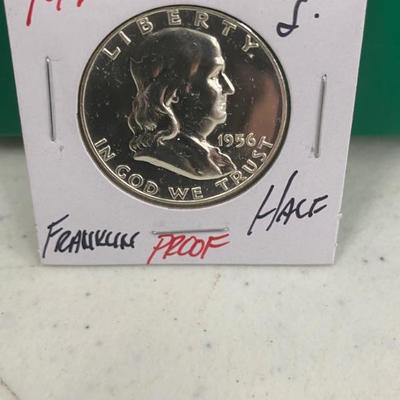 LIBERTY
1956
IN GOD WE TRUST
FRANKLIN PROOF HALF